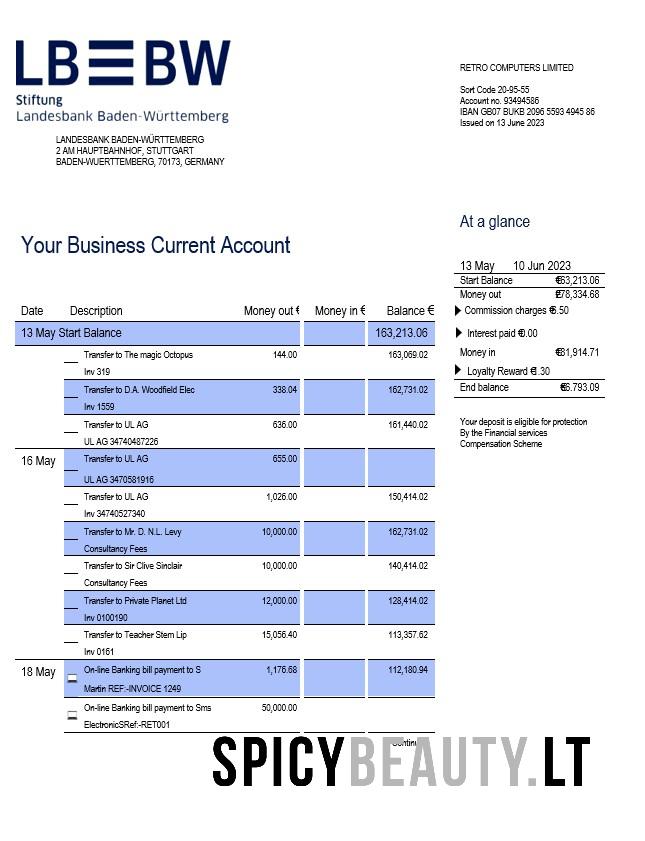 LBBW
Stiftung
Landesbank Baden-Württemberg
LANDESBANK BADEN-WÜRTTEMBERG
2 AM HAUPTBAHNHOF, STUTTGART
BADEN-WUERTTEMBERG, 70173, GERMANY
RETRO COMPUTERS LIMITED
Sort Code 20-95-55
Account no. 93494586
IBAN GB07 BUKB 2096 5593 4945 86
Issued on 13 June 2023
At a glance
13 May 10 Jun 2023
Start Balance €63,213.06
Money out £78,334.68
Commission charges €6.50
Interest paid €0.00
Money in €31,914.71
Loyalty Reward €1.30
End balance €6.793.09
Your deposit is eligible for protection
By the Financial services
Compensation Scheme
Your Business Current Account
Date Description Money out € Money in € Balance €
13 May Start Balance 163,213.06
Transfer to The magic Octopus 144.00 163,069.02
Inv 319
Transfer to D.A. Woodfield Elec 338.04 162,731.02
Inv 1559
Transfer to UL AG 636.00 161,440.02
UL AG 34740487226
16 May Transfer to UL AG 655.00
UL AG 3470581916
Transfer to UL AG 1,026.00 150,414.02
Inv 34740527340
Transfer to Mr. D. N.L. Levy 10,000.00 162,731.02
Consultancy Fees
Transfer to Sir Clive Sinclair 10,000.00 140,414.02
Consultancy Fees
Transfer to Private Planet Ltd 12,000.00 128,414.02
Inv 0100190
Transfer to Teacher Stem Lip 15,056.40 113,357.62
Inv 0161
18 May On-line Banking bill payment to S 1,176.68 112,180.94
Martin REF:-INVOICE 1249
On-line Banking bill payment to Sms 50,000.00
ElectronicSRef:-RET001
SPICYBEAUTY.LT